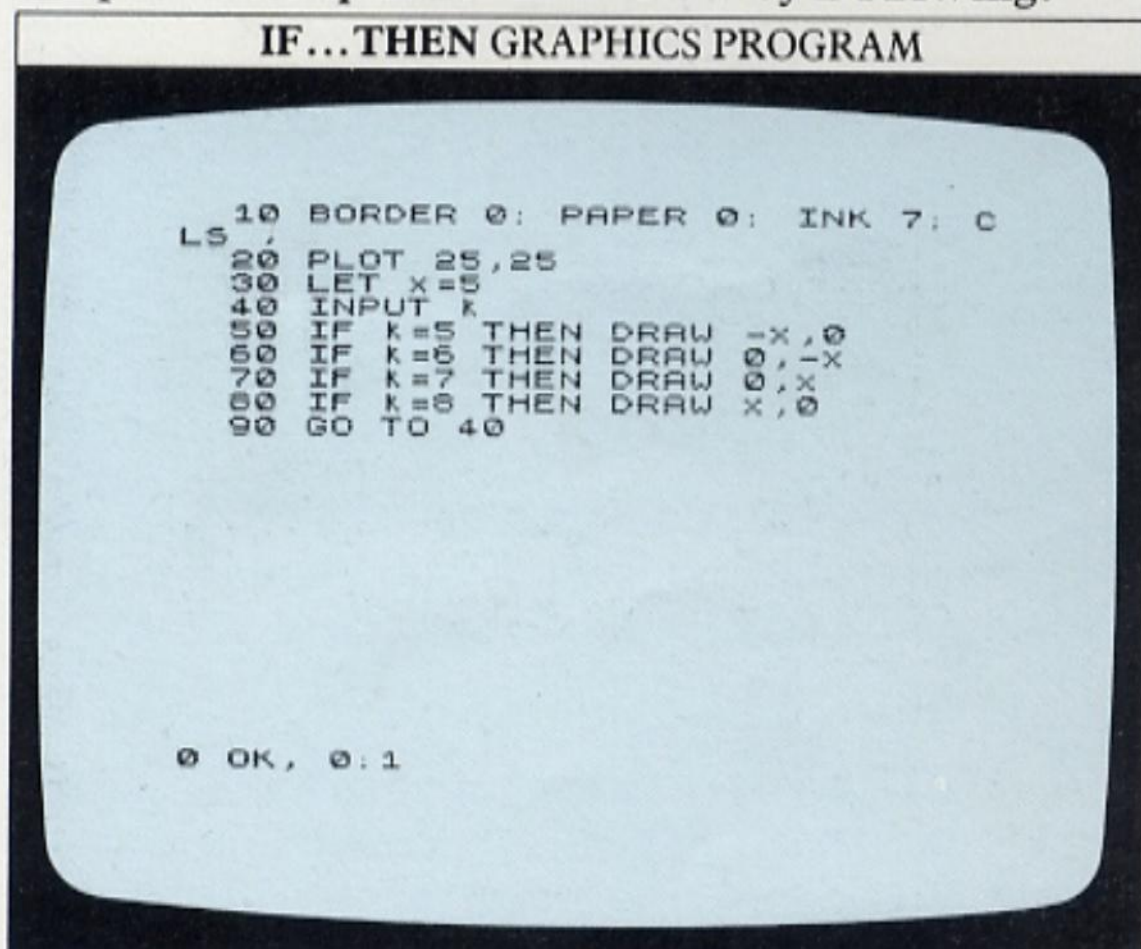 IF...THEN GRAPHICS PROGRAM
10 BORDER 0: PAPER 0: INK 7: C
LS
20 PLOT 25,25
30 LET x=5
40 INPUT k
50 IF k=5 THEN DRAW -x,0
60 IF k=6 THEN DRAW 0,-x
70 IF k=7 THEN DRAW 0,x
80 IF k=8 THEN DRAW x,0
90 GO TO 40
0 OK, 0:1